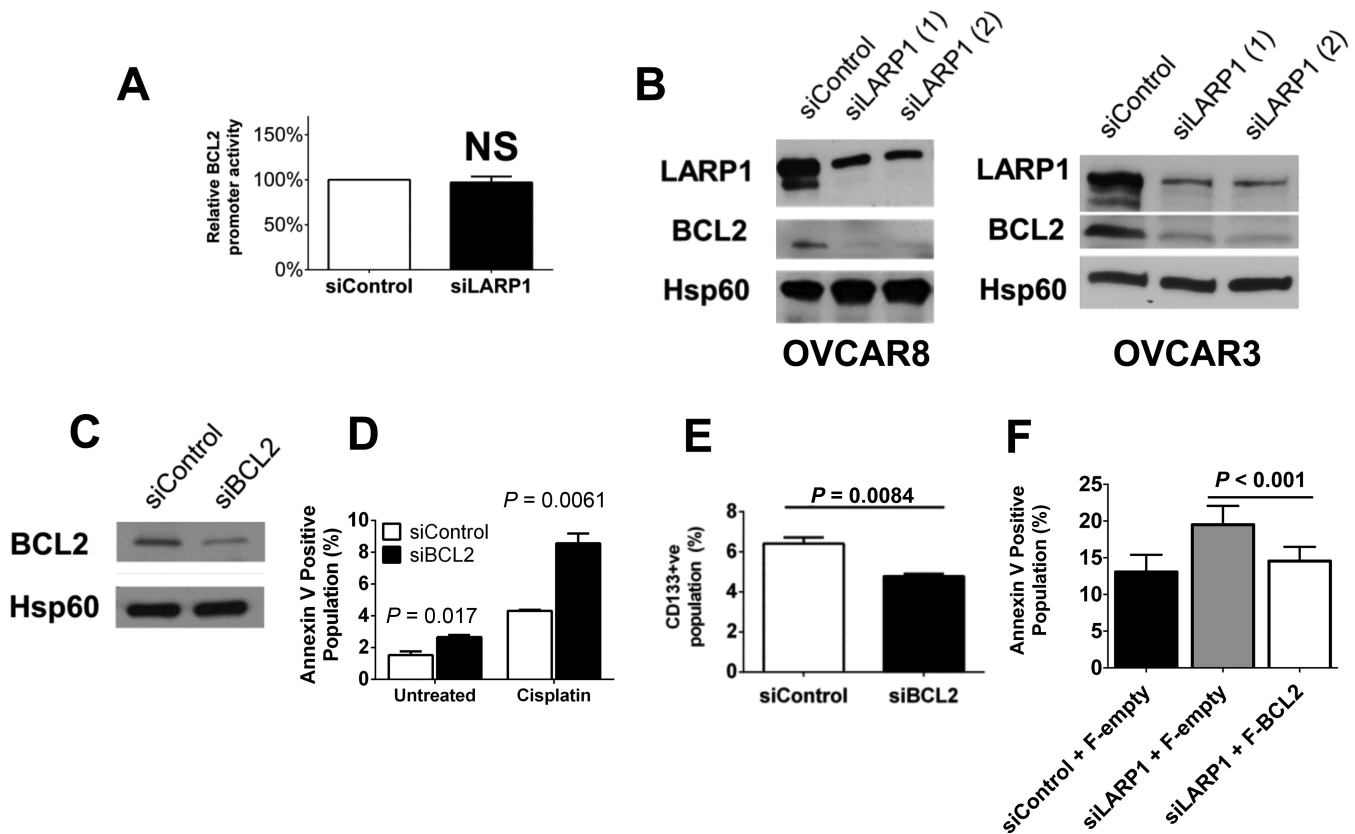 A
Relative BCL2
promoter activity
150%
100%
50%
0%
NS
siControl
siLARP1
B
siControl
siLARP1 (1)
siLARP1 (2)
LARP1
BCL2
Hsp60
OVCAR8
siControl
siLARP1 (1)
siLARP1 (2)
LARP1
BCL2
Hsp60
OVCAR3
C
siControl
siBCL2
BCL2
Hsp60
D
Annexin V Positive
Population (%)
10
8
6
4
2
0
siControl
siBCL2
P = 0.0061
P = 0.017
Untreated
Cisplatin
E
CD133+ve
population (%)
8
6
4
2
0
P = 0.0084
siControl
siBCL2
F
Annexin V Positive
Population (%)
25
20
15
10
5
0
P < 0.001
siControl + F-empty
siLARP1 + F-empty
siLARP1 + F-BCL2